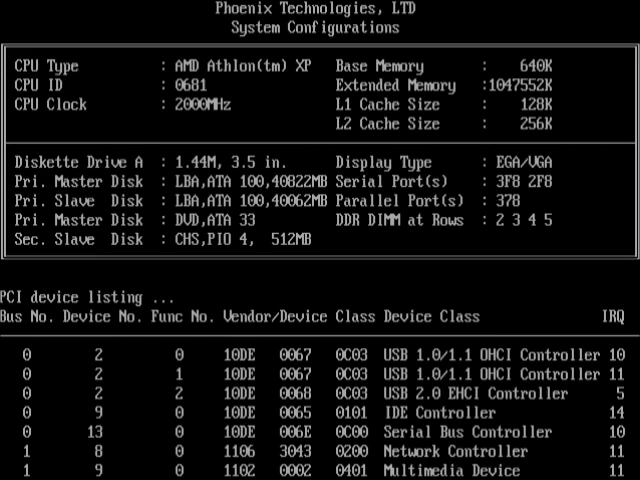 Phoenix Technologies, LTD
System Configurations
CPU Type : AMD Athlon(tm) XP Base Memory : 640K
CPU ID : 0681 Extended Memory :1047552K
CPU Clock : 2000MHz L1 Cache Size : 128K
L2 Cache Size : 256K
Diskette Drive A : 1.44M, 3.5 in. Display Type : EGA/VGA
Pri. Master Disk : LBA,ATA 100,40822MB Serial Port(s) : 3F8 2F8
Pri. Slave Disk : LBA,ATA 100,40062MB Parallel Port(s) : 378
Pri. Master Disk : DVD,ATA 33 DDR DIMM at Rows : 2 3 4 5
Sec. Slave Disk : CHS,PIO 4, 512MB
PCI device listing ...
Bus No. Device No. Func No. Vendor/Device Class Device Class IRQ
0 2 0 10DE 0067 0C03 USB 1.0/1.1 OHCI Controller 10
0 2 1 10DE 0067 0C03 USB 1.0/1.1 OHCI Controller 11
0 2 2 10DE 0068 0C03 USB 2.0 EHCI Controller 5
0 9 0 10DE 0065 0101 IDE Controller 14
0 13 0 10DE 006E 0C00 Serial Bus Controller 10
1 8 0 1106 3043 0200 Network Controller 11
1 9 0 1102 0002 0401 Multimedia Device 11